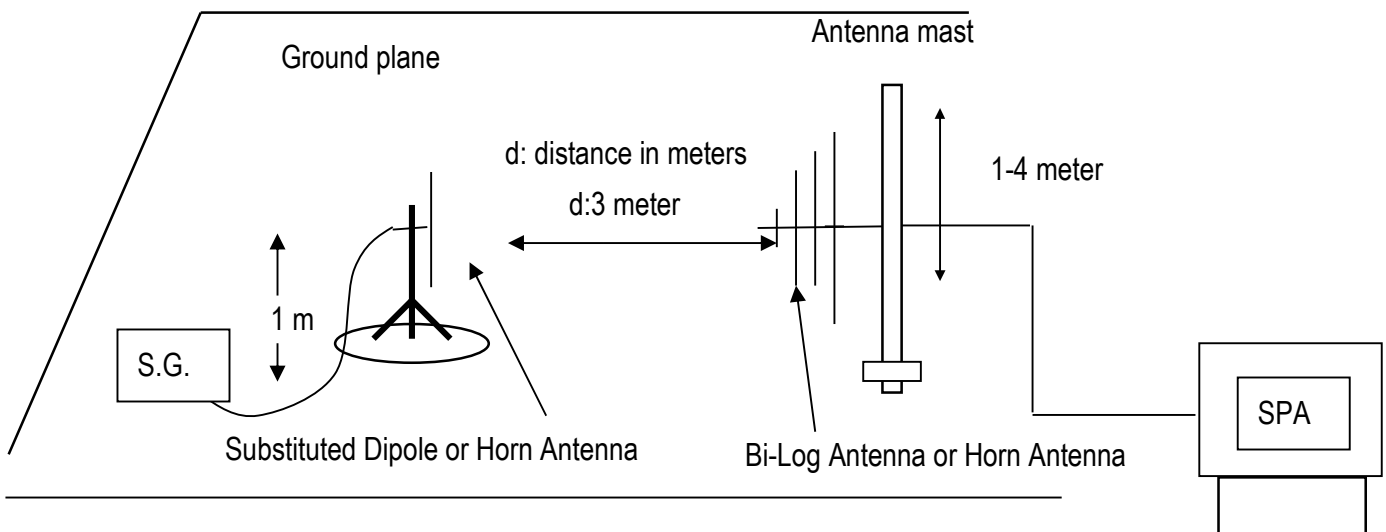 Antenna mast
Ground plane
d: distance in meters
d:3 meter
1-4 meter
1 m
S.G.
SPA
Substituted Dipole or Horn Antenna
Bi-Log Antenna or Horn Antenna